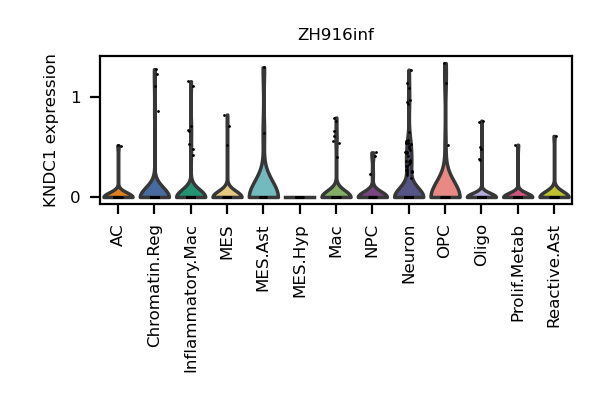 ZH916inf
KNDC1 expression
1
0
AC
Chromatin.Reg
Inflammatory.Mac
MES
MES.Ast
MES.Hyp
Mac
NPC
Neuron
OPC
Oligo
Prolif.Metab
Reactive.Ast